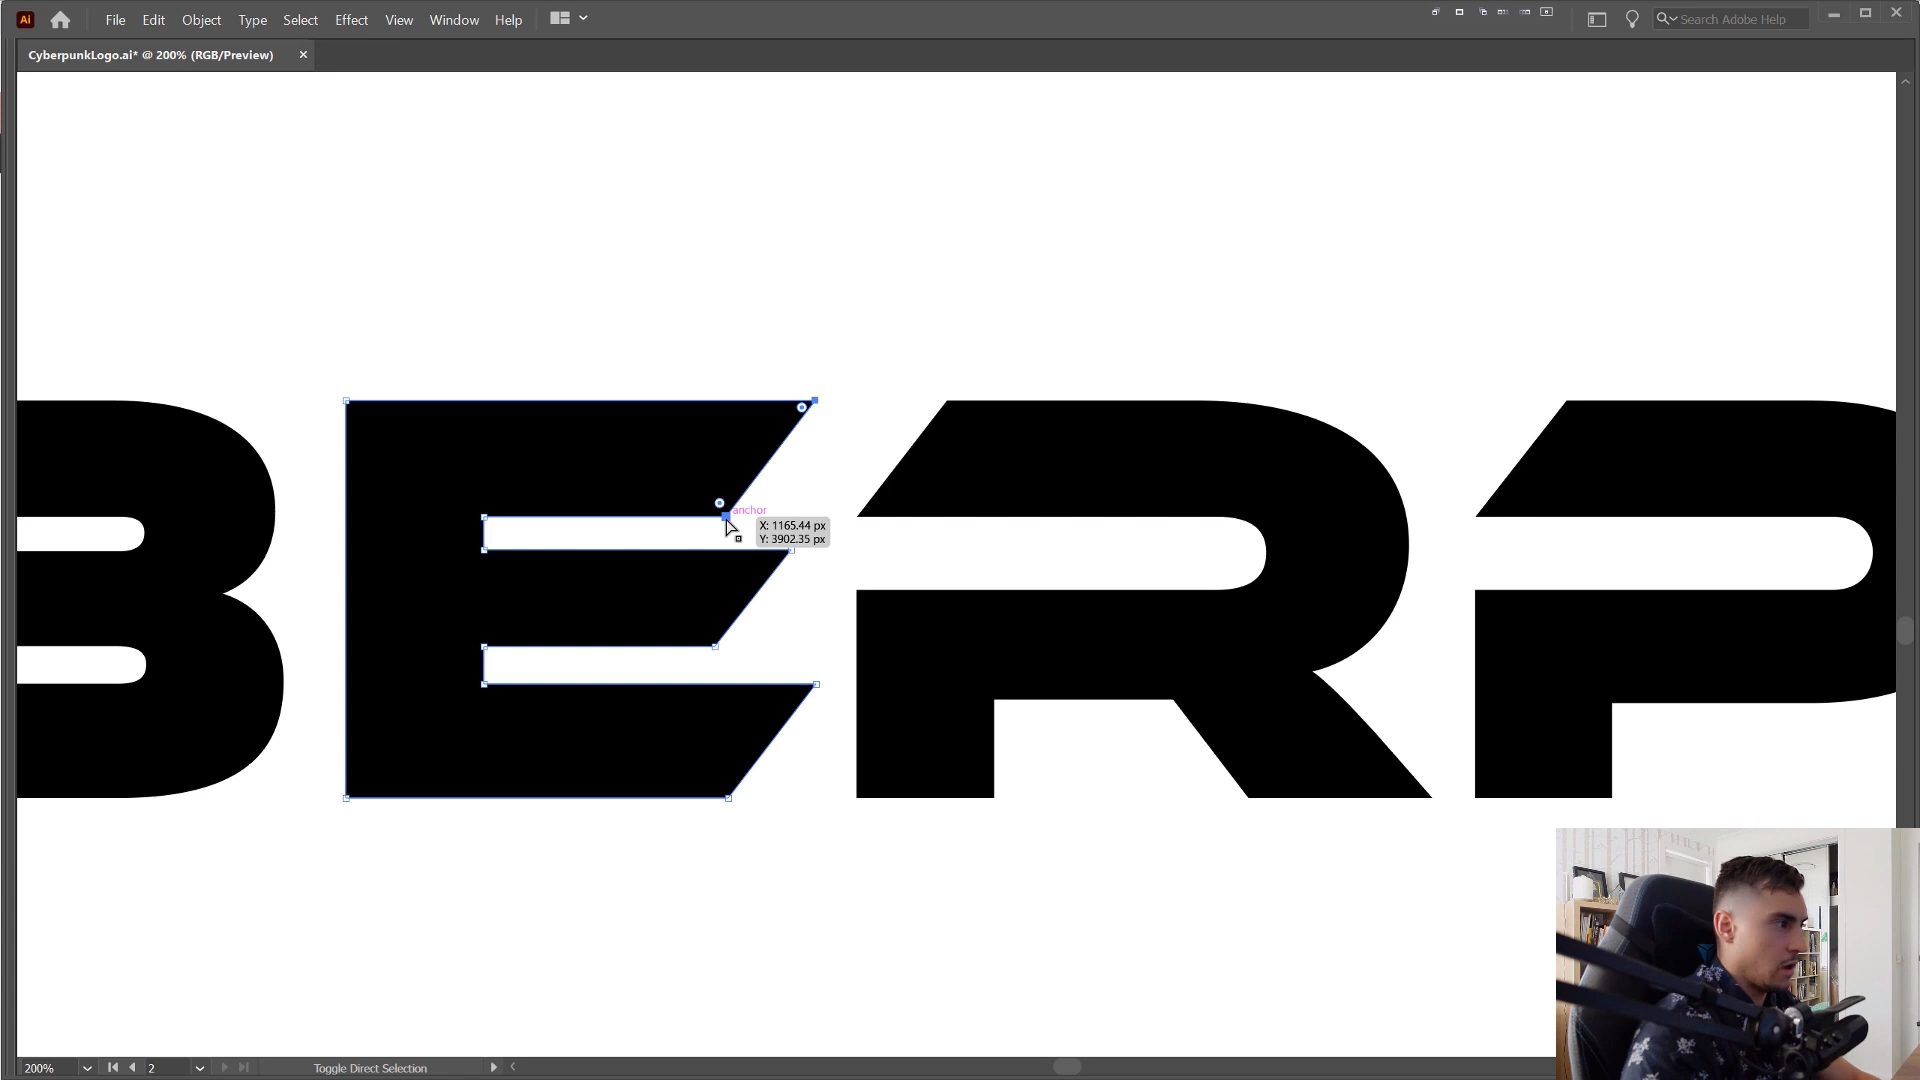 Ai File Edit Object Type Select Effect View Window Help Search Adobe Help
CyberpunkLogo.ai* @ 200% (RGB/Preview)
BERP
anchor
X: 1165.44 px
Y: 3902.35 px
200% 2 Toggle Direct Selection